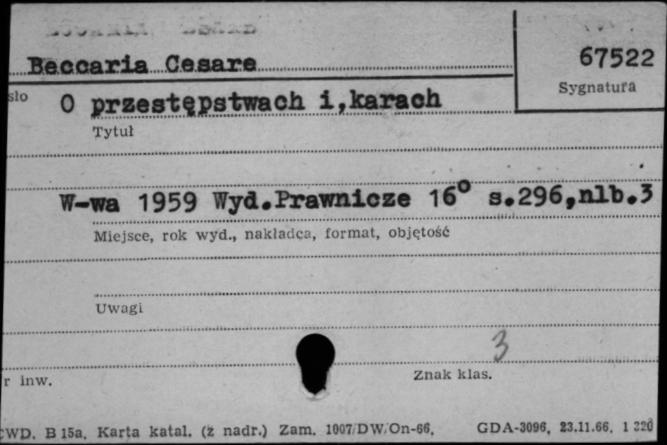 Beccaria Cesare
67522
Sygnatura
sło O przestępstwach i,karach
Tytuł
W-wa 1959 Wyd.Prawnicze 16° s.296,nlb.3
Miejsce, rok wyd., nakładca, format, objętość
Uwagi
3
r inw.
Znak klas.
CWD. B 15a. Karta katal. (z nadr.) Zam. 1007/DW/On-66. GDA-3096, 23.11.66, 1 320